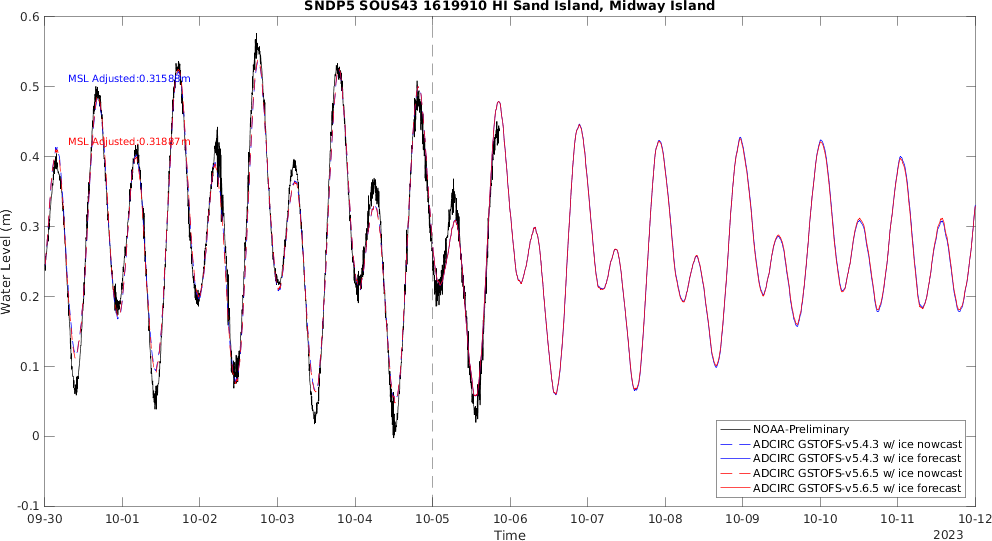 SNDP5 SOUS43 1619910 HI Sand Island, Midway Island
0.6
0.5
0.4
0.3
0.2
0.1
0
-0.1
Water Level (m)
MSL Adjusted:0.31583m
MSL Adjusted:0.31887m
NOAA-Preliminary
ADCIRC GSTOFS-v5.4.3 w/ ice nowcast
ADCIRC GSTOFS-v5.4.3 w/ ice forecast
ADCIRC GSTOFS-v5.6.5 w/ ice nowcast
ADCIRC GSTOFS-v5.6.5 w/ ice forecast
09-30 10-01 10-02 10-03 10-04 10-05 10-06 10-07 10-08 10-09 10-10 10-11 10-12
Time
2023